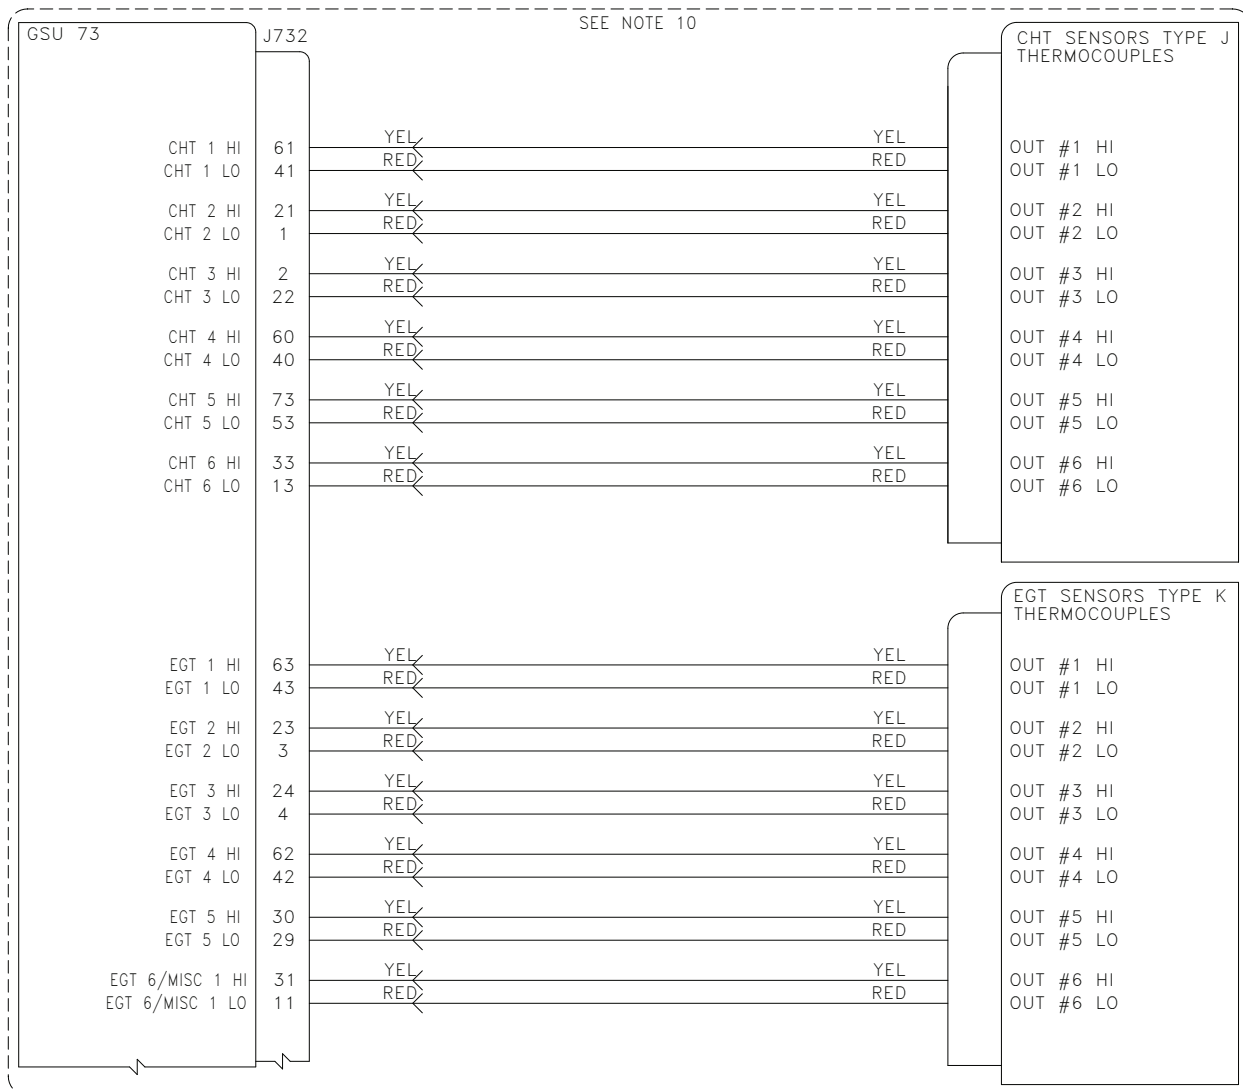 SEE NOTE 10
GSU 73
J732
CHT SENSORS TYPE J
THERMOCOUPLES
CHT 1 HI 61 YEL YEL OUT #1 HI
CHT 1 LO 41 RED RED OUT #1 LO
CHT 2 HI 21 YEL YEL OUT #2 HI
CHT 2 LO 1 RED RED OUT #2 LO
CHT 3 HI 2 YEL YEL OUT #3 HI
CHT 3 LO 22 RED RED OUT #3 LO
CHT 4 HI 60 YEL YEL OUT #4 HI
CHT 4 LO 40 RED RED OUT #4 LO
CHT 5 HI 73 YEL YEL OUT #5 HI
CHT 5 LO 53 RED RED OUT #5 LO
CHT 6 HI 33 YEL YEL OUT #6 HI
CHT 6 LO 13 RED RED OUT #6 LO
EGT SENSORS TYPE K
THERMOCOUPLES
EGT 1 HI 63 YEL YEL OUT #1 HI
EGT 1 LO 43 RED RED OUT #1 LO
EGT 2 HI 23 YEL YEL OUT #2 HI
EGT 2 LO 3 RED RED OUT #2 LO
EGT 3 HI 24 YEL YEL OUT #3 HI
EGT 3 LO 4 RED RED OUT #3 LO
EGT 4 HI 62 YEL YEL OUT #4 HI
EGT 4 LO 42 RED RED OUT #4 LO
EGT 5 HI 30 YEL YEL OUT #5 HI
EGT 5 LO 29 RED RED OUT #5 LO
EGT 6/MISC 1 HI 31 YEL YEL OUT #6 HI
EGT 6/MISC 1 LO 11 RED RED OUT #6 LO